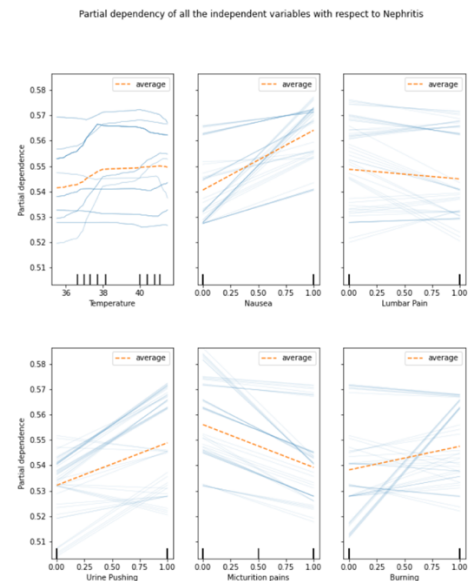 Partial dependency of all the independent variables with respect to Nephritis
average
average
average
Partial dependence
0.58
0.57
0.56
0.55
0.54
0.53
0.52
0.51
36 38 40
0.00 0.25 0.50 0.75 1.00
0.00 0.25 0.50 0.75 1.00
Temperature
Nausea
Lumbar Pain
average
average
average
Partial dependence
0.58
0.57
0.56
0.55
0.54
0.53
0.52
0.51
0.00 0.25 0.50 0.75 1.00
0.00 0.25 0.50 0.75 1.00
0.00 0.25 0.50 0.75 1.00
Urine Pushing
Micturition pains
Burning